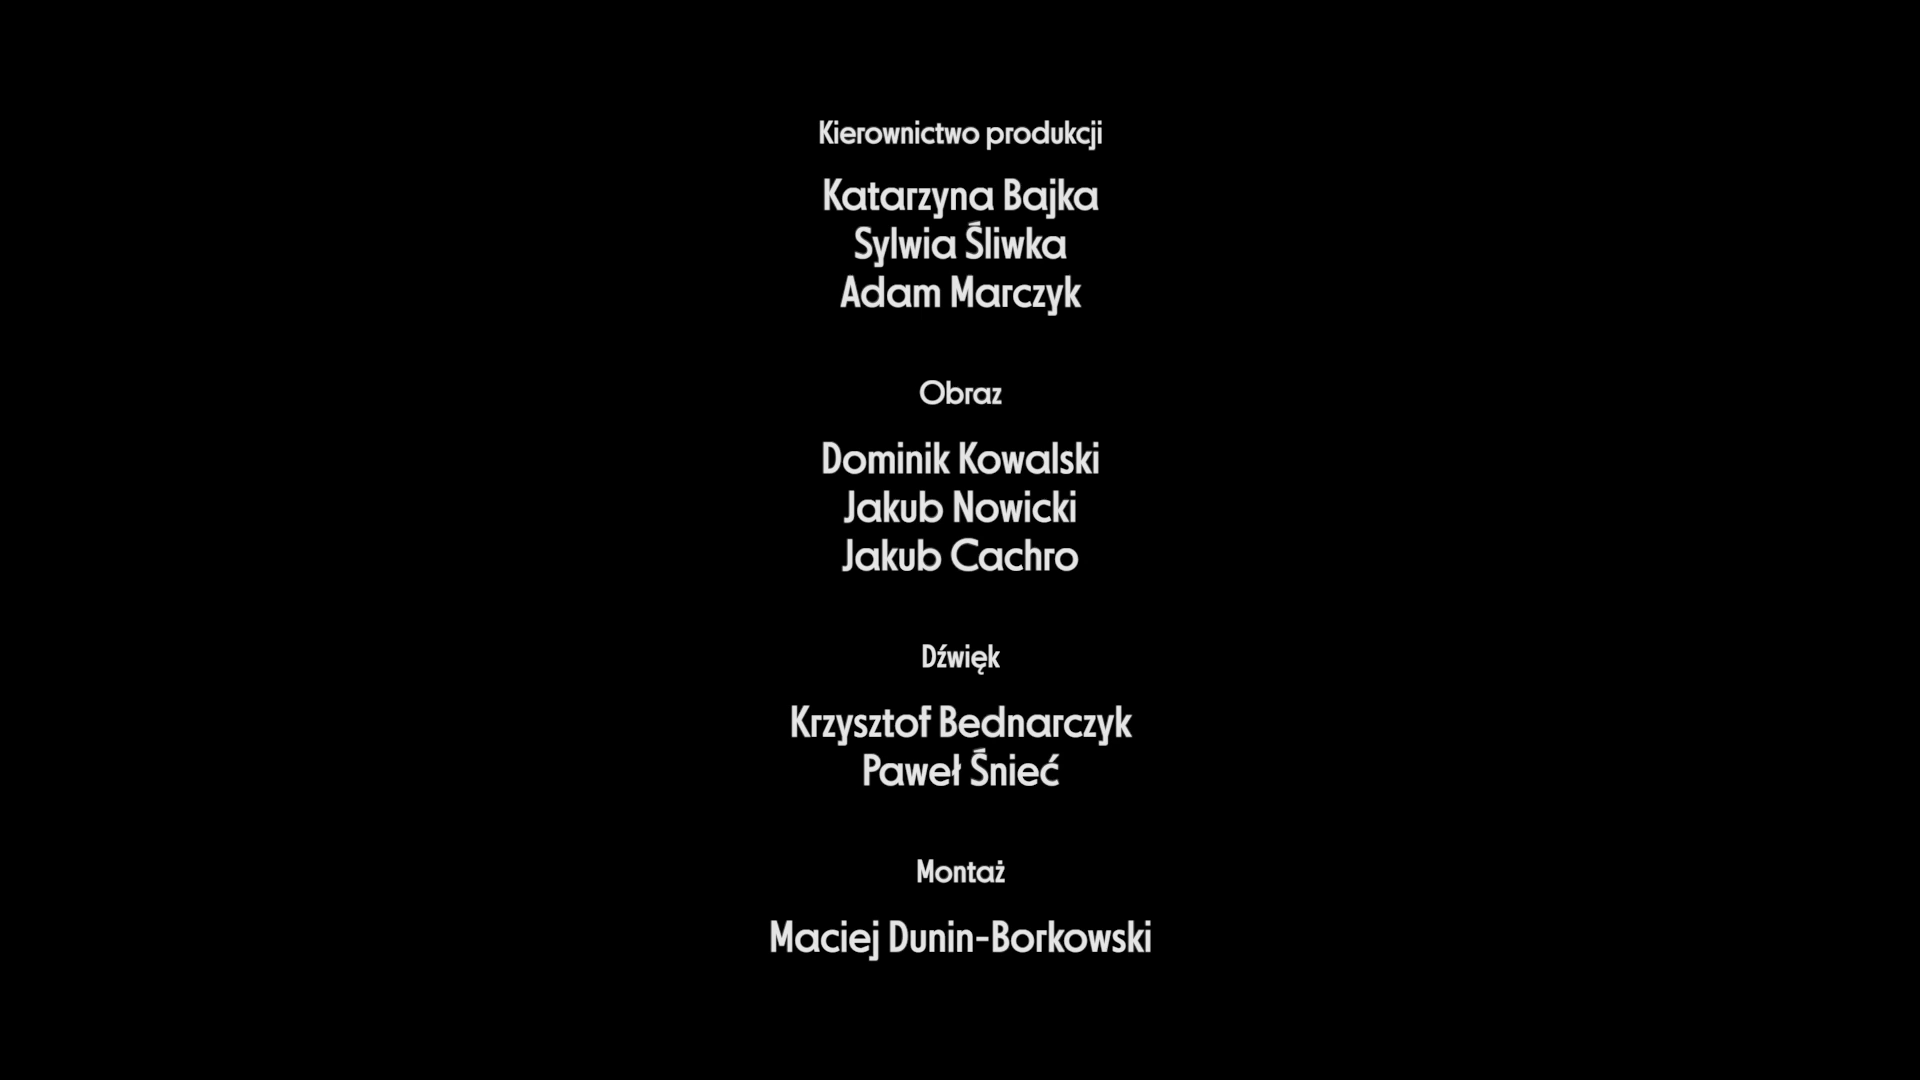 Kierownictwo produkcji
Katarzyna Bajka
Sylwia Śliwka
Adam Marczyk
Obraz
Dominik Kowalski
Jakub Nowicki
Jakub Cachro
Dźwięk
Krzysztof Bednarczyk
Paweł Śnieć
Montaż
Maciej Dunin-Borkowski